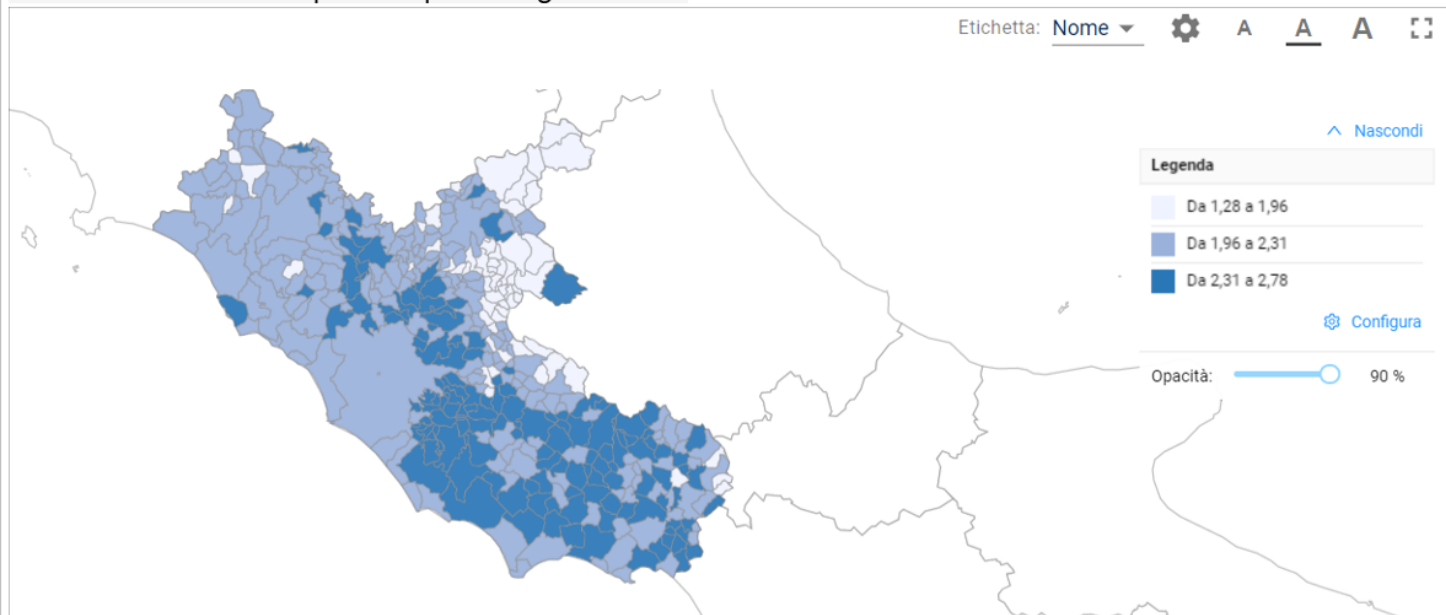 Etichetta: Nome A A A
Nascondi
Legenda
Da 1,28 a 1,96
Da 1,96 a 2,31
Da 2,31 a 2,78
Configura
Opacità: 90 %